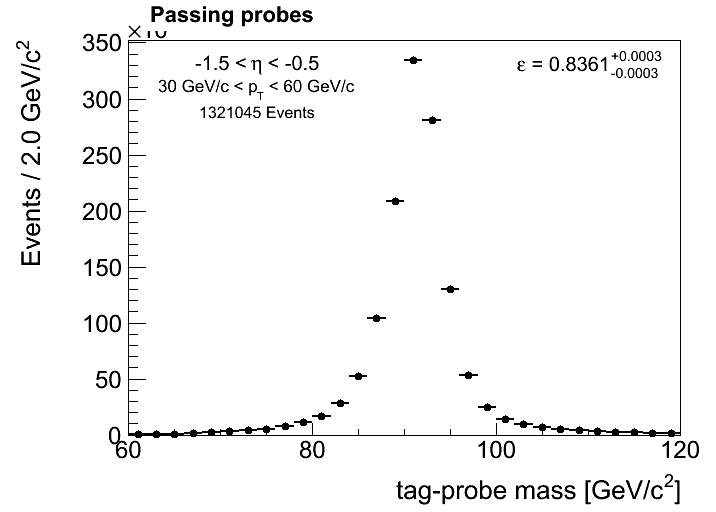 Passing probes
350
300
250
200
150
100
50
0
Events / 2.0 GeV/c²
-1.5 < η < -0.5
30 GeV/c < p_T < 60 GeV/c
1321045 Events
ε = 0.8361 +0.0003 -0.0003
60 80 100 120
tag-probe mass [GeV/c²]